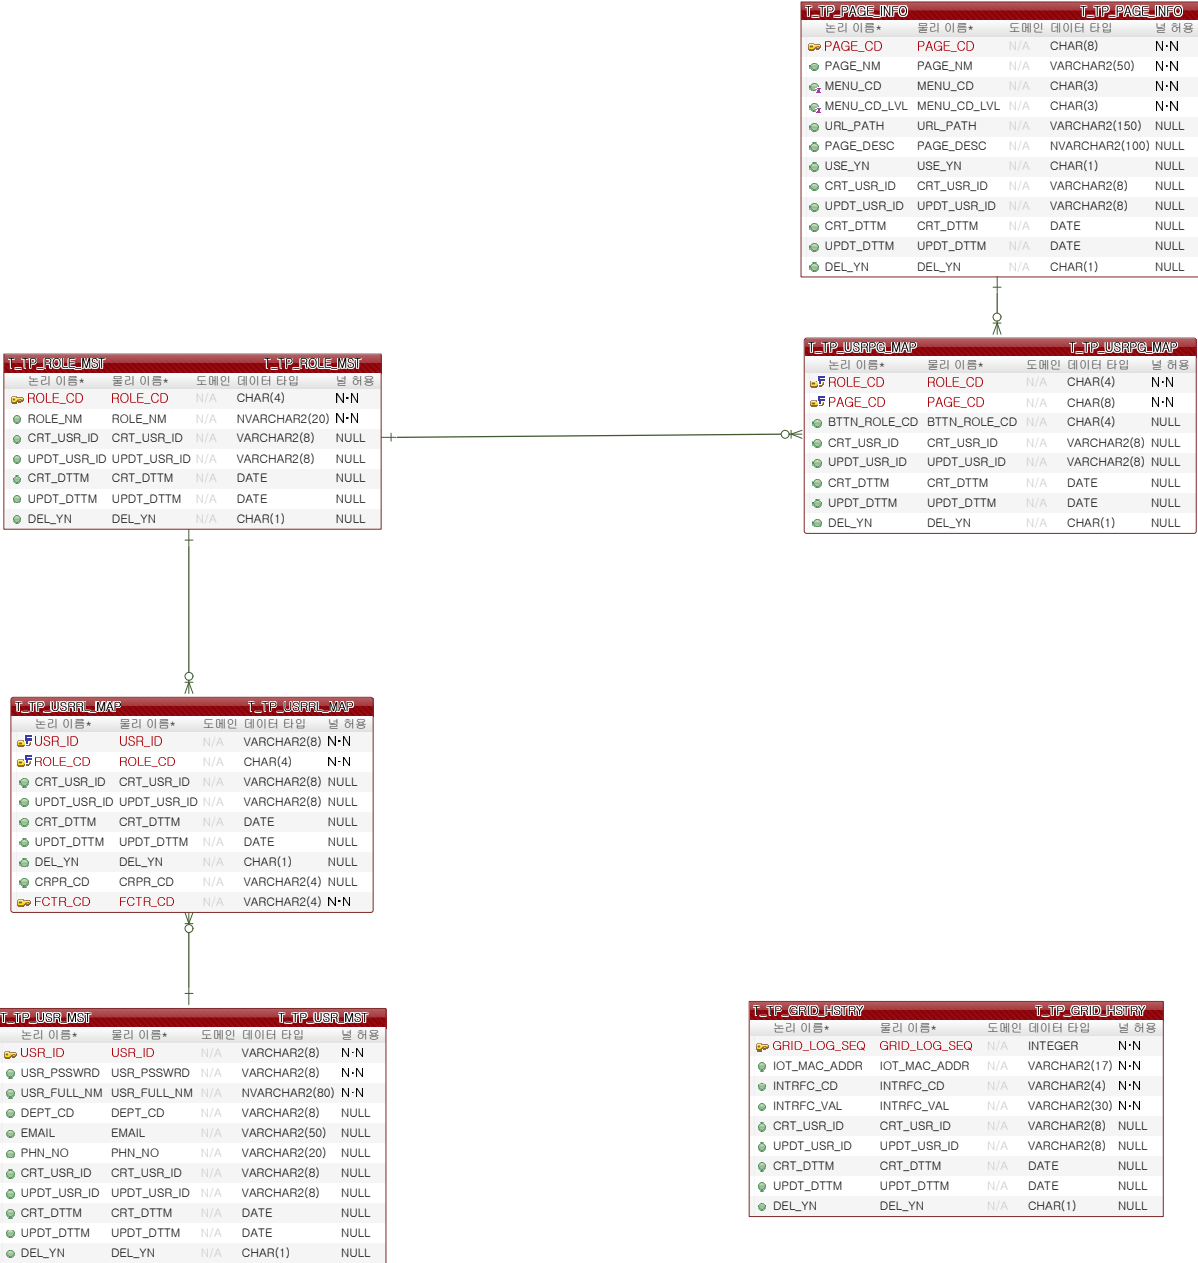 T_TP_PAGE_INFO T_TP_PAGE_INFO
논리 이름* 물리 이름* 도메인 데이터 타입 널 허용
PAGE_CD PAGE_CD N/A CHAR(8) N·N
PAGE_NM PAGE_NM N/A VARCHAR2(50) N·N
MENU_CD MENU_CD N/A CHAR(3) N·N
MENU_CD_LVL MENU_CD_LVL N/A CHAR(3) N·N
URL_PATH URL_PATH N/A VARCHAR2(150) NULL
PAGE_DESC PAGE_DESC N/A NVARCHAR2(100) NULL
USE_YN USE_YN N/A CHAR(1) NULL
CRT_USR_ID CRT_USR_ID N/A VARCHAR2(8) NULL
UPDT_USR_ID UPDT_USR_ID N/A VARCHAR2(8) NULL
CRT_DTTM CRT_DTTM N/A DATE NULL
UPDT_DTTM UPDT_DTTM N/A DATE NULL
DEL_YN DEL_YN N/A CHAR(1) NULL
T_TP_ROLE_MST T_TP_ROLE_MST
논리 이름* 물리 이름* 도메인 데이터 타입 널 허용
ROLE_CD ROLE_CD N/A CHAR(4) N·N
ROLE_NM ROLE_NM N/A NVARCHAR2(20) N·N
CRT_USR_ID CRT_USR_ID N/A VARCHAR2(8) NULL
UPDT_USR_ID UPDT_USR_ID N/A VARCHAR2(8) NULL
CRT_DTTM CRT_DTTM N/A DATE NULL
UPDT_DTTM UPDT_DTTM N/A DATE NULL
DEL_YN DEL_YN N/A CHAR(1) NULL
T_TP_USRPG_MAP T_TP_USRPG_MAP
논리 이름* 물리 이름* 도메인 데이터 타입 널 허용
ROLE_CD ROLE_CD N/A CHAR(4) N·N
PAGE_CD PAGE_CD N/A CHAR(8) N·N
BTTN_ROLE_CD BTTN_ROLE_CD N/A CHAR(4) NULL
CRT_USR_ID CRT_USR_ID N/A VARCHAR2(8) NULL
UPDT_USR_ID UPDT_USR_ID N/A VARCHAR2(8) NULL
CRT_DTTM CRT_DTTM N/A DATE NULL
UPDT_DTTM UPDT_DTTM N/A DATE NULL
DEL_YN DEL_YN N/A CHAR(1) NULL
T_TP_USRRL_MAP T_TP_USRRL_MAP
논리 이름* 물리 이름* 도메인 데이터 타입 널 허용
USR_ID USR_ID N/A VARCHAR2(8) N·N
ROLE_CD ROLE_CD N/A CHAR(4) N·N
CRT_USR_ID CRT_USR_ID N/A VARCHAR2(8) NULL
UPDT_USR_ID UPDT_USR_ID N/A VARCHAR2(8) NULL
CRT_DTTM CRT_DTTM N/A DATE NULL
UPDT_DTTM UPDT_DTTM N/A DATE NULL
DEL_YN DEL_YN N/A CHAR(1) NULL
CRPR_CD CRPR_CD N/A VARCHAR2(4) NULL
FCTR_CD FCTR_CD N/A VARCHAR2(4) N·N
T_TP_USR_MST T_TP_USR_MST
논리 이름* 물리 이름* 도메인 데이터 타입 널 허용
USR_ID USR_ID N/A VARCHAR2(8) N·N
USR_PSSWRD USR_PSSWRD N/A VARCHAR2(8) N·N
USR_FULL_NM USR_FULL_NM N/A NVARCHAR2(80) N·N
DEPT_CD DEPT_CD N/A VARCHAR2(8) NULL
EMAIL EMAIL N/A VARCHAR2(50) NULL
PHN_NO PHN_NO N/A VARCHAR2(20) NULL
CRT_USR_ID CRT_USR_ID N/A VARCHAR2(8) NULL
UPDT_USR_ID UPDT_USR_ID N/A VARCHAR2(8) NULL
CRT_DTTM CRT_DTTM N/A DATE NULL
UPDT_DTTM UPDT_DTTM N/A DATE NULL
DEL_YN DEL_YN N/A CHAR(1) NULL
T_TP_GRID_HSTRY T_TP_GRID_HSTRY
논리 이름* 물리 이름* 도메인 데이터 타입 널 허용
GRID_LOG_SEQ GRID_LOG_SEQ N/A INTEGER N·N
IOT_MAC_ADDR IOT_MAC_ADDR N/A VARCHAR2(17) N·N
INTRFC_CD INTRFC_CD N/A VARCHAR2(4) N·N
INTRFC_VAL INTRFC_VAL N/A VARCHAR2(30) N·N
CRT_USR_ID CRT_USR_ID N/A VARCHAR2(8) NULL
UPDT_USR_ID UPDT_USR_ID N/A VARCHAR2(8) NULL
CRT_DTTM CRT_DTTM N/A DATE NULL
UPDT_DTTM UPDT_DTTM N/A DATE NULL
DEL_YN DEL_YN N/A CHAR(1) NULL